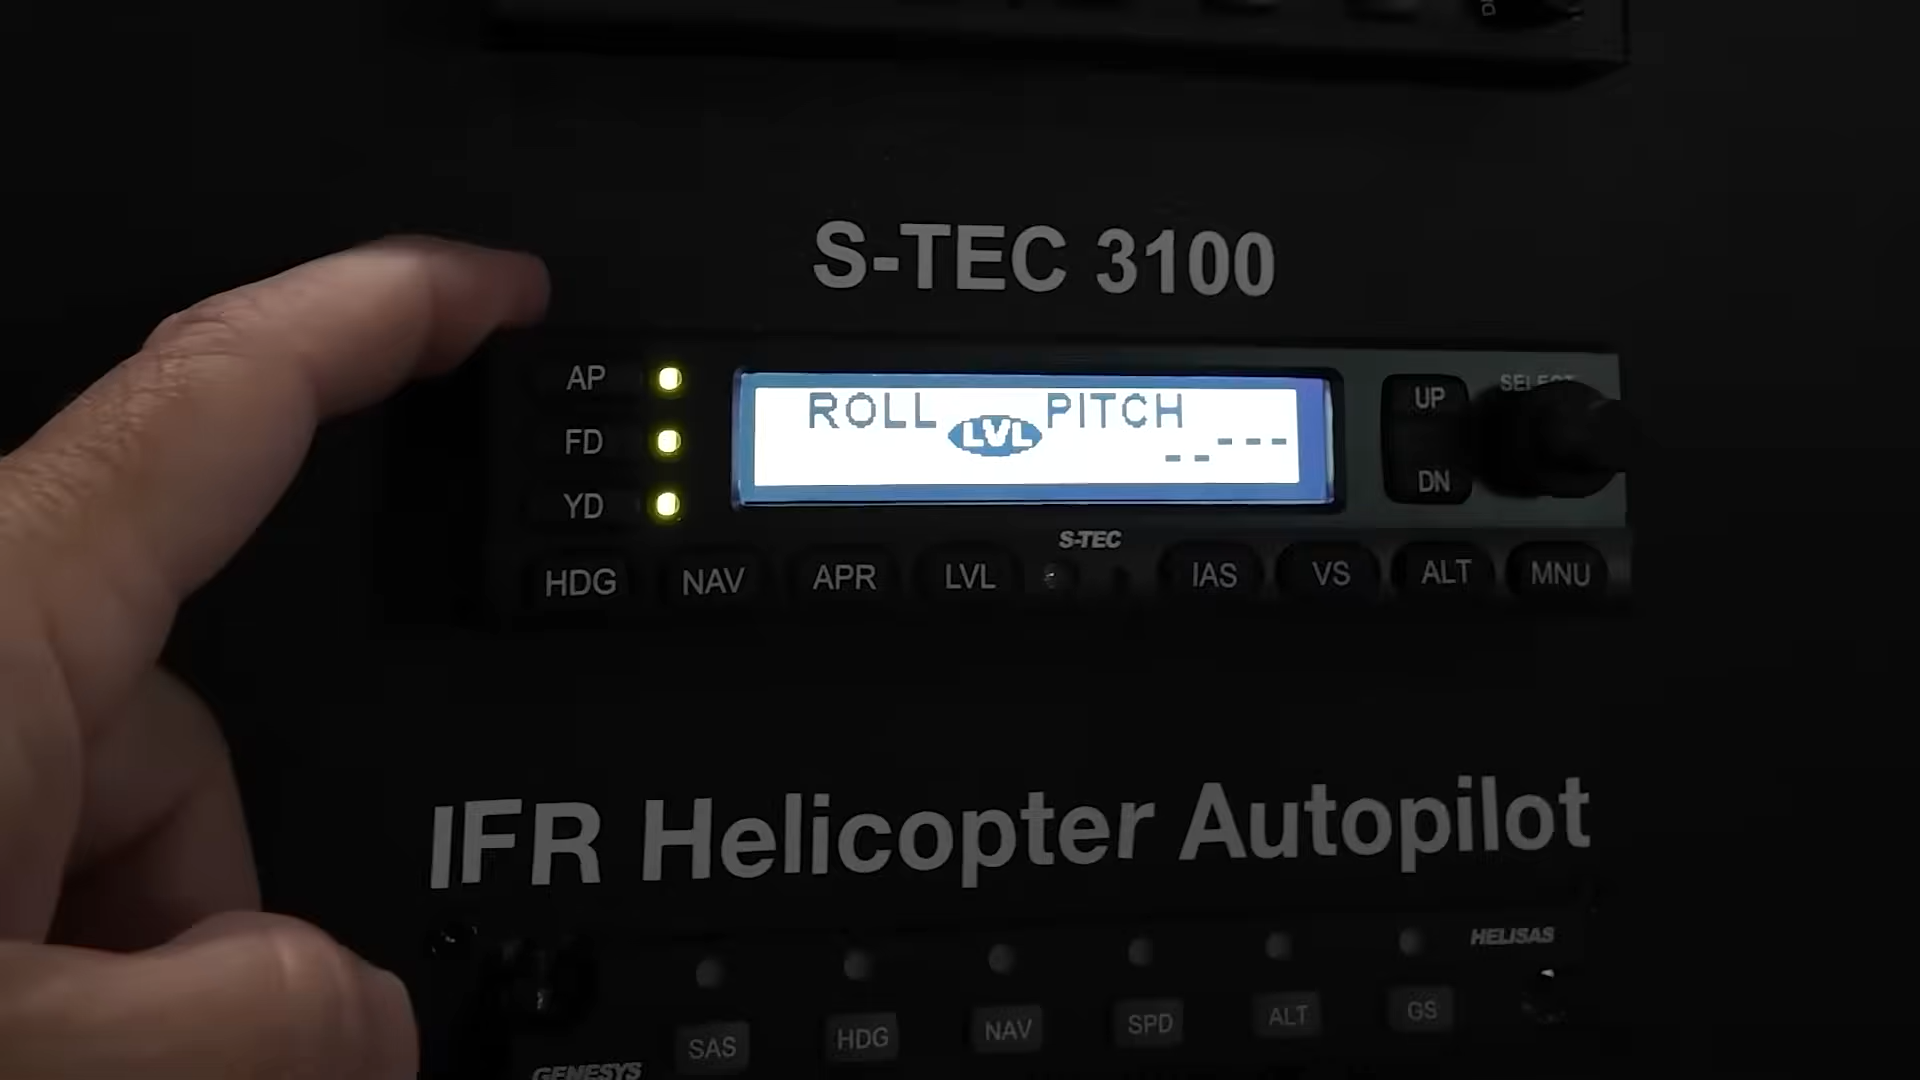 S-TEC 3100
AP
FD
YD
ROLL LVL PITCH
-- ---
UP
DN
SELECT
S-TEC
HDG NAV APR LVL IAS VS ALT MNU
IFR Helicopter Autopilot
HELISAS
SAS HDG NAV SPD ALT GS
GENESYS